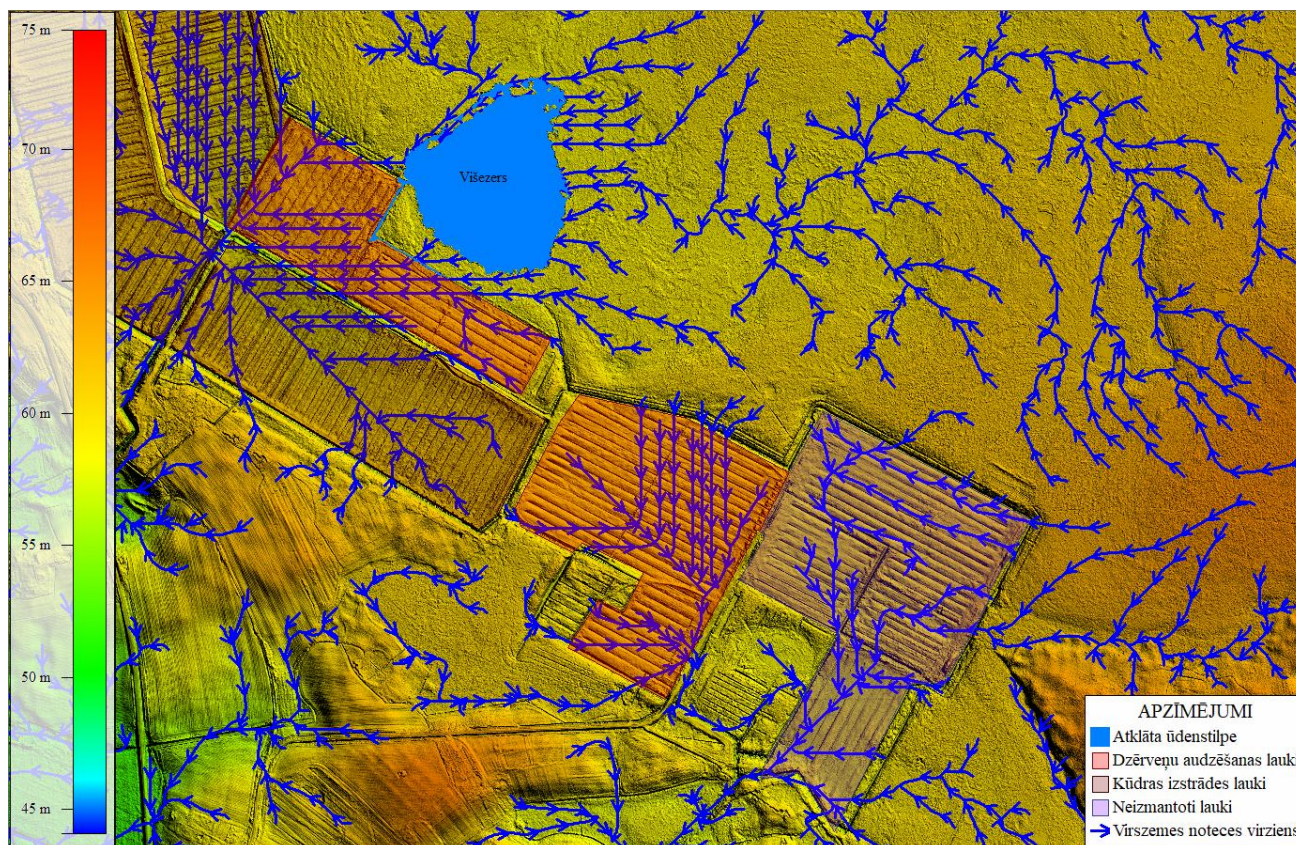 75 m
70 m
65 m
60 m
55 m
50 m
45 m
Višezers
APZĪMĒJUMI
Atklāta ūdenstilpe
Dzērveņu audzēšanas lauki
Kūdras izstrādes lauki
Neizmantoti lauki
Virszemes noteces virziens